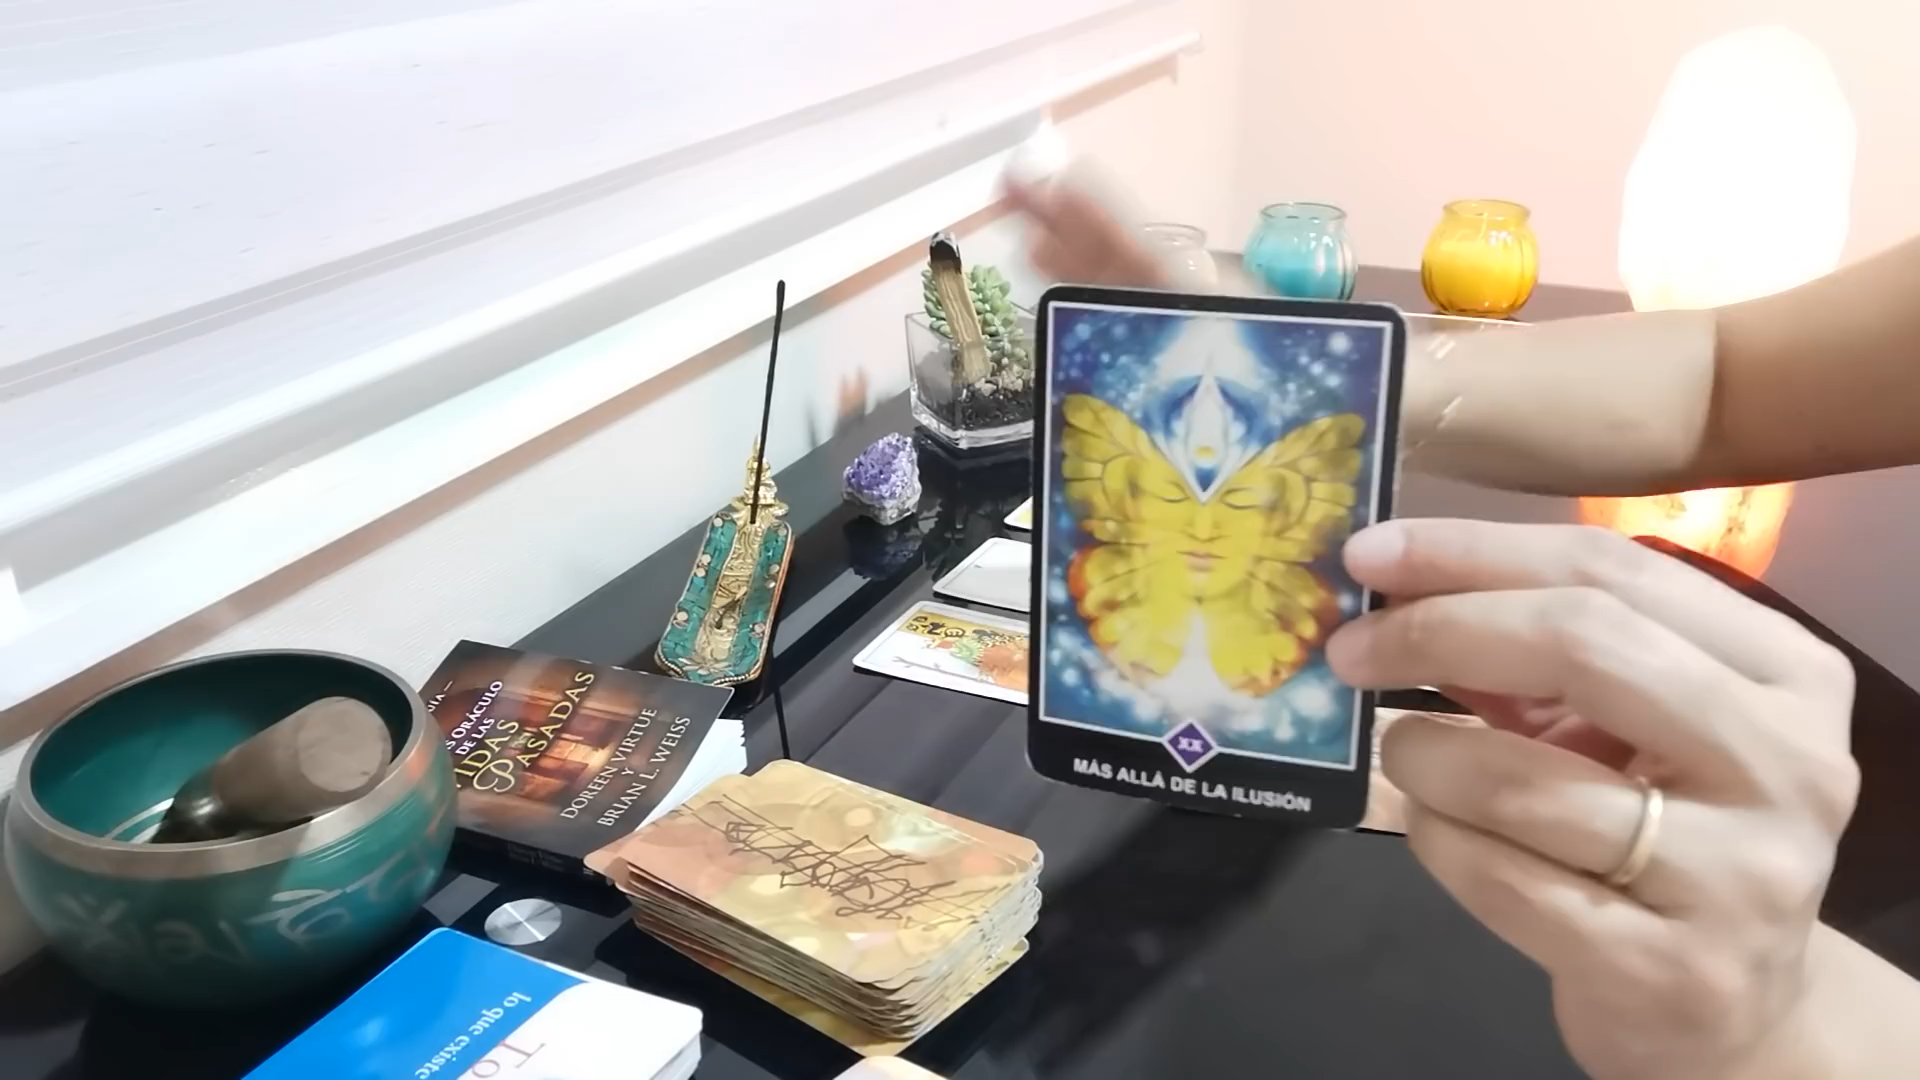 XX
MÁS ALLÁ DE LA ILUSIÓN
ORÁCULO
DE LAS
VIDAS
PASADAS
DOREEN VIRTUE
Y
BRIAN L. WEISS
lo que existe